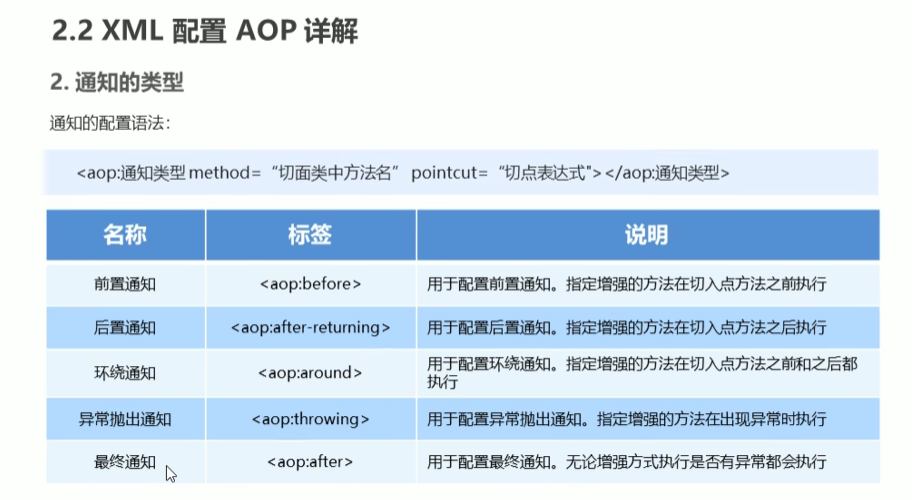 2.2 XML 配置 AOP 详解
2. 通知的类型
通知的配置语法：
<aop:通知类型 method=“切面类中方法名” pointcut=“切点表达式"></aop:通知类型>
名称 标签 说明
前置通知 <aop:before> 用于配置前置通知。指定增强的方法在切入点方法之前执行
后置通知 <aop:after-returning> 用于配置后置通知。指定增强的方法在切入点方法之后执行
环绕通知 <aop:around> 用于配置环绕通知。指定增强的方法在切入点方法之前和之后都
执行
异常抛出通知 <aop:throwing> 用于配置异常抛出通知。指定增强的方法在出现异常时执行
最终通知 <aop:after> 用于配置最终通知。无论增强方式执行是否有异常都会执行